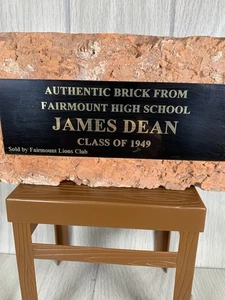 AUTHENTIC BRICK FROM
FAIRMOUNT HIGH SCHOOL
JAMES DEAN
CLASS OF 1949
Sold by Fairmount Lions Club